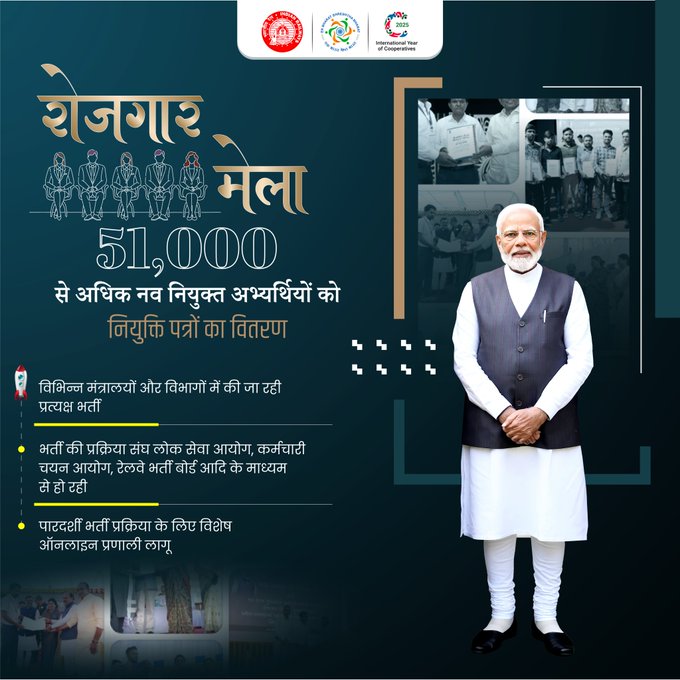 2025
International Year
of Cooperatives
रोजगार
मेला
51,000
से अधिक नव नियुक्त अभ्यर्थियों को
नियुक्ति पत्रों का वितरण
विभिन्न मंत्रालयों और विभागों में की जा रही
प्रत्यक्ष भर्ती
भर्ती की प्रक्रिया संघ लोक सेवा आयोग, कर्मचारी
चयन आयोग, रेलवे भर्ती बोर्ड आदि के माध्यम
से हो रही
पारदर्शी भर्ती प्रक्रिया के लिए विशेष
ऑनलाइन प्रणाली लागू